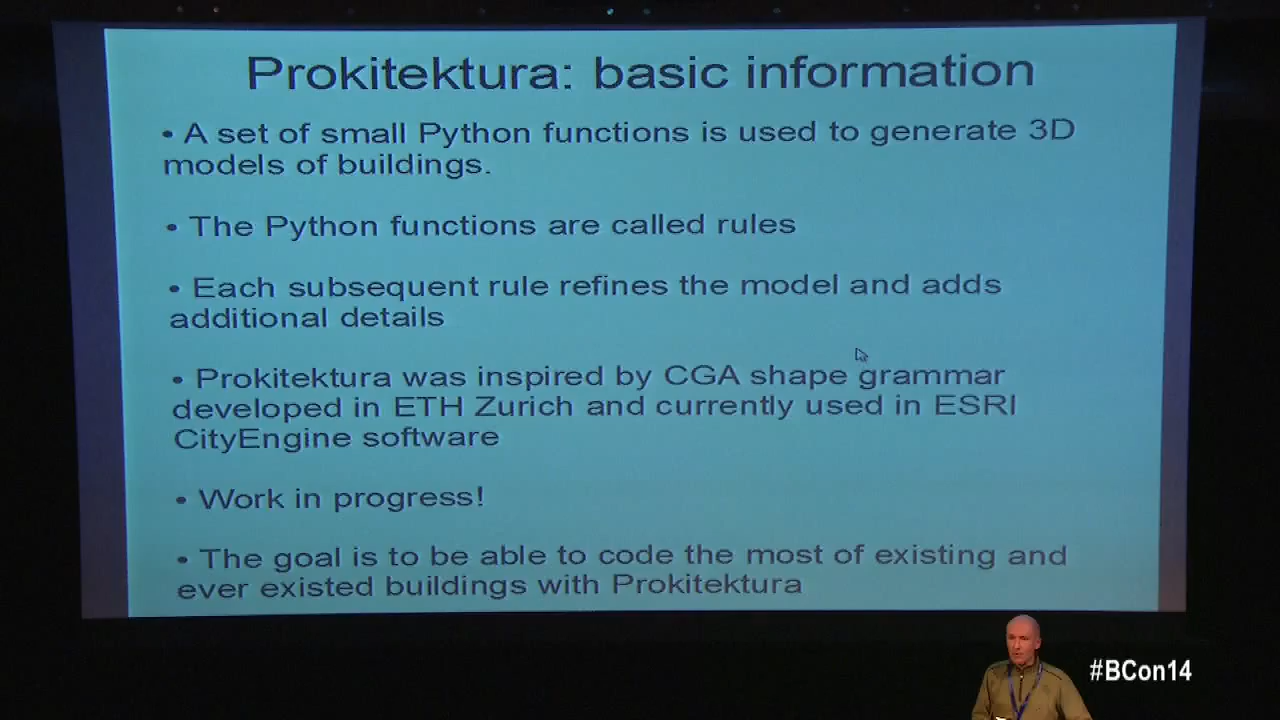 Prokitektura: basic information
• A set of small Python functions is used to generate 3D
models of buildings.
• The Python functions are called rules
• Each subsequent rule refines the model and adds
additional details
• Prokitektura was inspired by CGA shape grammar
developed in ETH Zurich and currently used in ESRI
CityEngine software
• Work in progress!
• The goal is to be able to code the most of existing and
ever existed buildings with Prokitektura
#BCon14